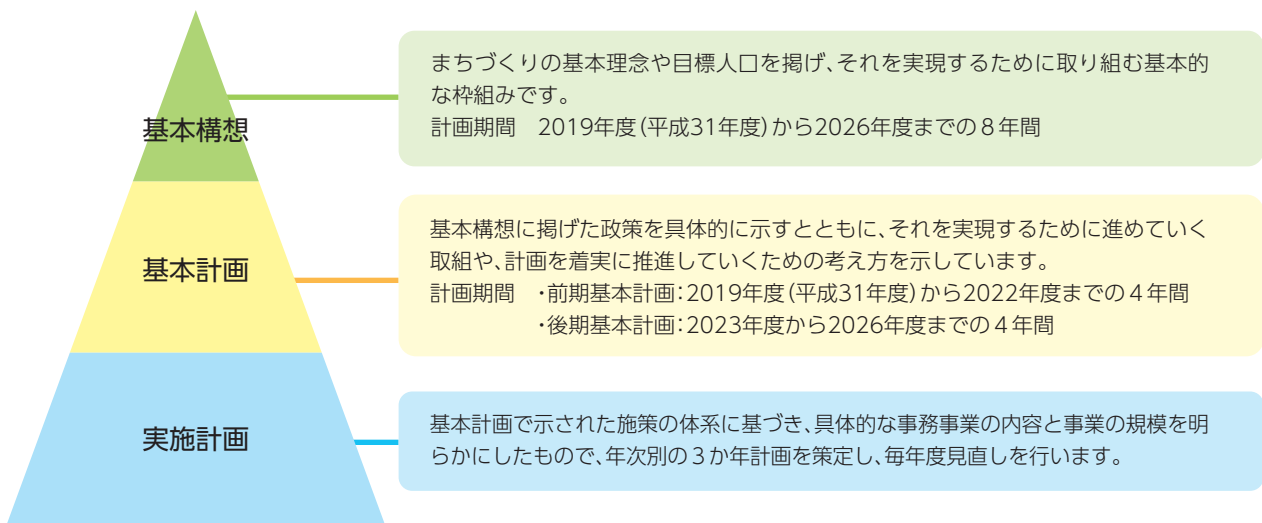 基本構想
まちづくりの基本理念や目標人口を掲げ、それを実現するために取り組む基本的
な枠組みです。
計画期間　2019年度(平成31年度)から2026年度までの８年間
基本計画
基本構想に掲げた政策を具体的に示すとともに、それを実現するために進めていく
取組や、計画を着実に推進していくための考え方を示しています。
計画期間　・前期基本計画：2019年度(平成31年度)から2022年度までの４年間
・後期基本計画：2023年度から2026年度までの４年間
実施計画
基本計画で示された施策の体系に基づき、具体的な事務事業の内容と事業の規模を明
らかにしたもので、年次別の３か年計画を策定し、毎年度見直しを行います。